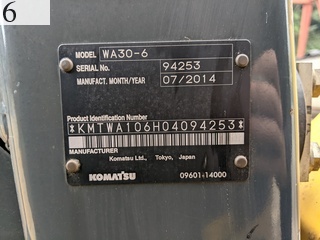 6
MODEL WA30-6
SERIAL No. 94253
MANUFACT. MONTH/YEAR 07/2014
Product Identification Number
*KMTWA106H04094253*
MANUFACTURER
Komatsu Ltd., Tokyo, Japan
KOMATSU 09601-14000